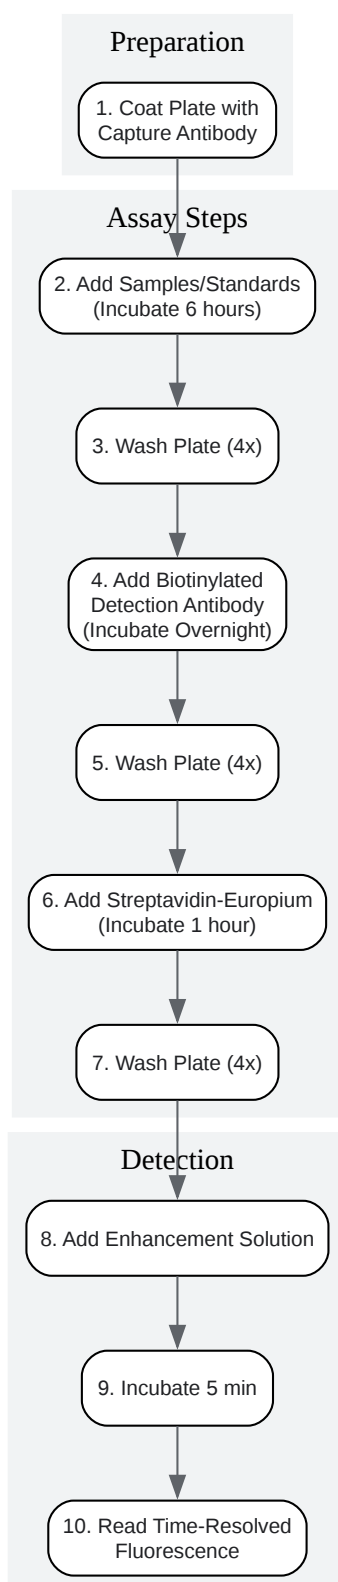 Preparation
1. Coat Plate with
Capture Antibody
Assay Steps
2. Add Samples/Standards
(Incubate 6 hours)
3. Wash Plate (4x)
4. Add Biotinylated
Detection Antibody
(Incubate Overnight)
5. Wash Plate (4x)
6. Add Streptavidin-Europium
(Incubate 1 hour)
7. Wash Plate (4x)
Detection
8. Add Enhancement Solution
9. Incubate 5 min
10. Read Time-Resolved
Fluorescence